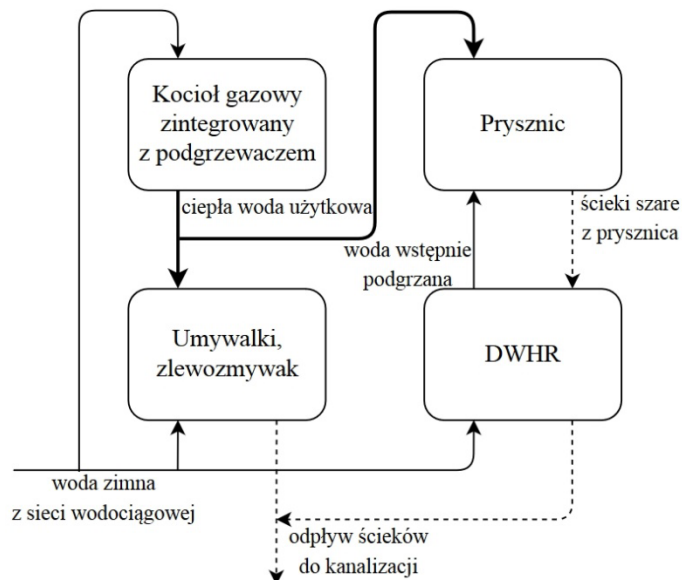 Kocioł gazowy
zintegrowany
z podgrzewaczem
Prysznic
ciepła woda użytkowa
ścieki szare
z prysznica
woda wstępnie
podgrzana
Umywalki,
zlewozmywak
DWHR
woda zimna
z sieci wodociągowej
odpływ ścieków
do kanalizacji